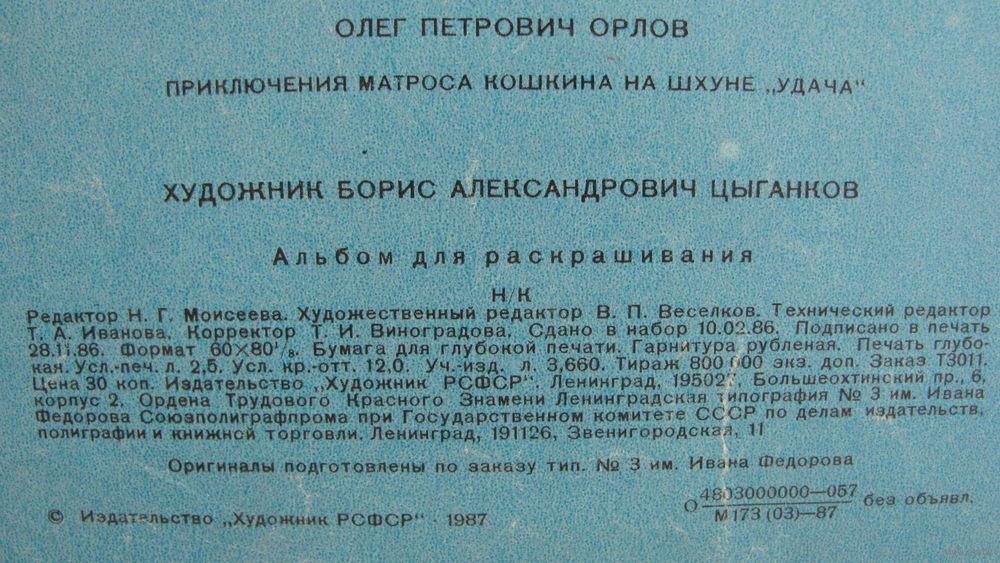 ОЛЕГ ПЕТРОВИЧ ОРЛОВ
ПРИКЛЮЧЕНИЯ МАТРОСА КОШКИНА НА ШХУНЕ „УДАЧА“
ХУДОЖНИК БОРИС АЛЕКСАНДРОВИЧ ЦЫГАНКОВ
Альбом для раскрашивания
Н/К
Редактор Н. Г. Моисеева. Художественный редактор В. П. Веселков. Технический редактор
Т. А. Иванова. Корректор Т. И. Виноградова. Сдано в набор 10.02.86. Подписано в печать
28.11.86. Формат 60×80¹/₈. Бумага для глубокой печати. Гарнитура рубленая. Печать глубо-
кая. Усл.-печ. л. 2,5. Усл. кр.-отт. 12,0. Уч.-изд. л. 3,660. Тираж 800 000 экз. доп. Заказ Т3011.
Цена 30 коп. Издательство „Художник РСФСР“. Ленинград, 195027, Большеохтинский пр., 6,
корпус 2. Ордена Трудового Красного Знамени Ленинградская типография № 3 им. Ивана
Федорова Союзполиграфпрома при Государственном комитете СССР по делам издательств,
полиграфии и книжной торговли. Ленинград, 191126, Звенигородская, 11
Оригиналы подготовлены по заказу тип. № 3 им. Ивана Федорова
О 4803000000—057 без объявл.
М173(03)—87
© Издательство „Художник РСФСР“ · 1987